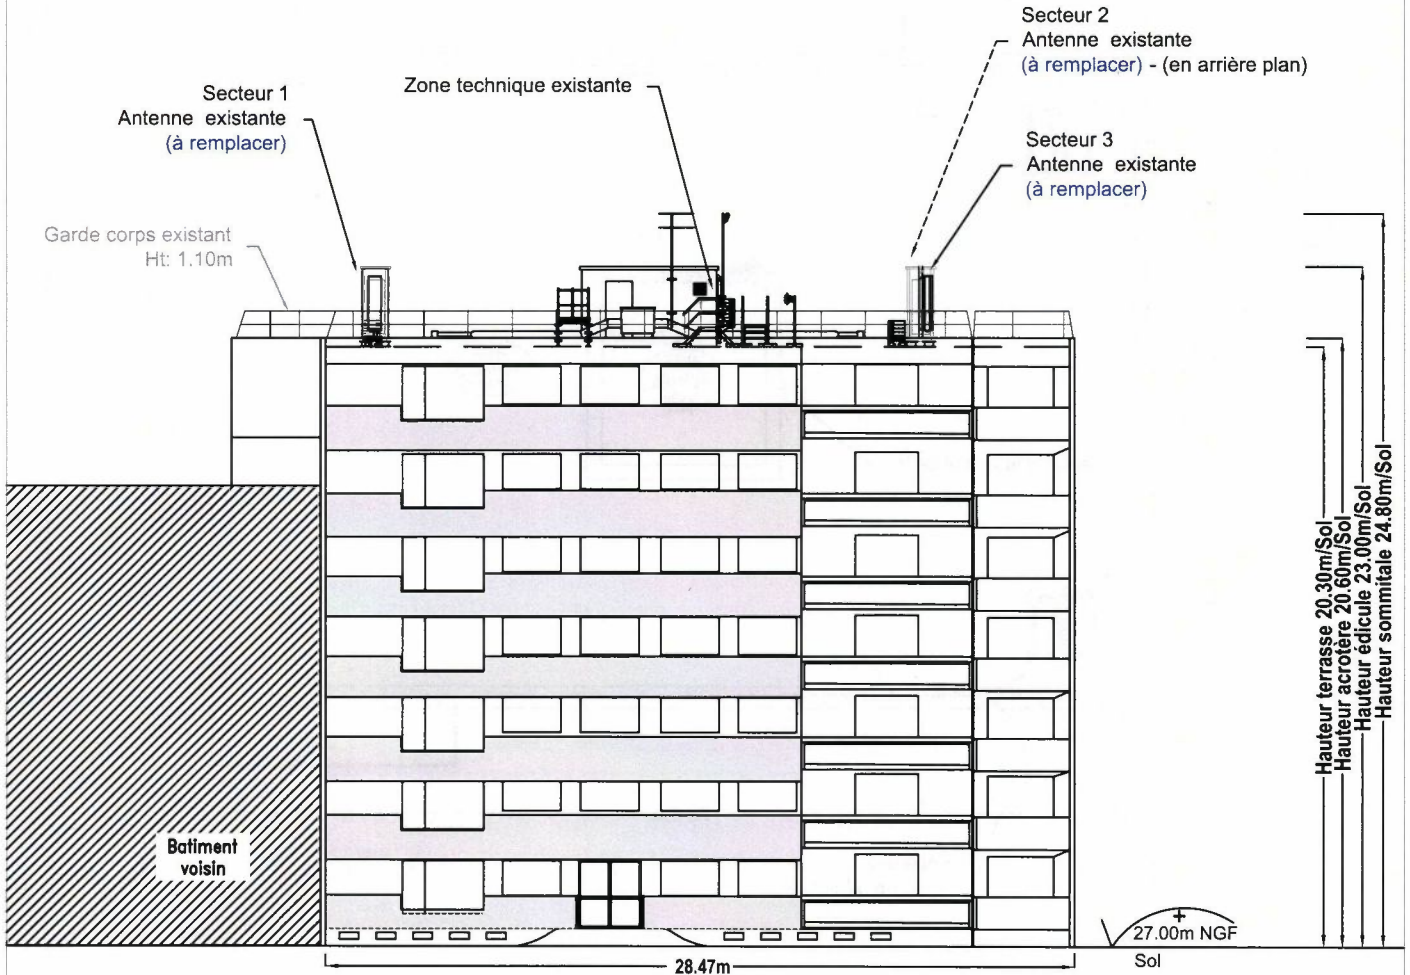 Secteur 2
Antenne existante
(à remplacer) - (en arrière plan)
Zone technique existante
Secteur 1
Antenne existante
(à remplacer)
Secteur 3
Antenne existante
(à remplacer)
Garde corps existant
Ht: 1.10m
Hauteur terrasse 20.30m/Sol
Hauteur acrotère 20.60m/Sol
Hauteur édicule 23.00m/Sol
Hauteur sommitale 24.80m/Sol
Batiment
voisin
27.00m NGF
Sol
28.47m